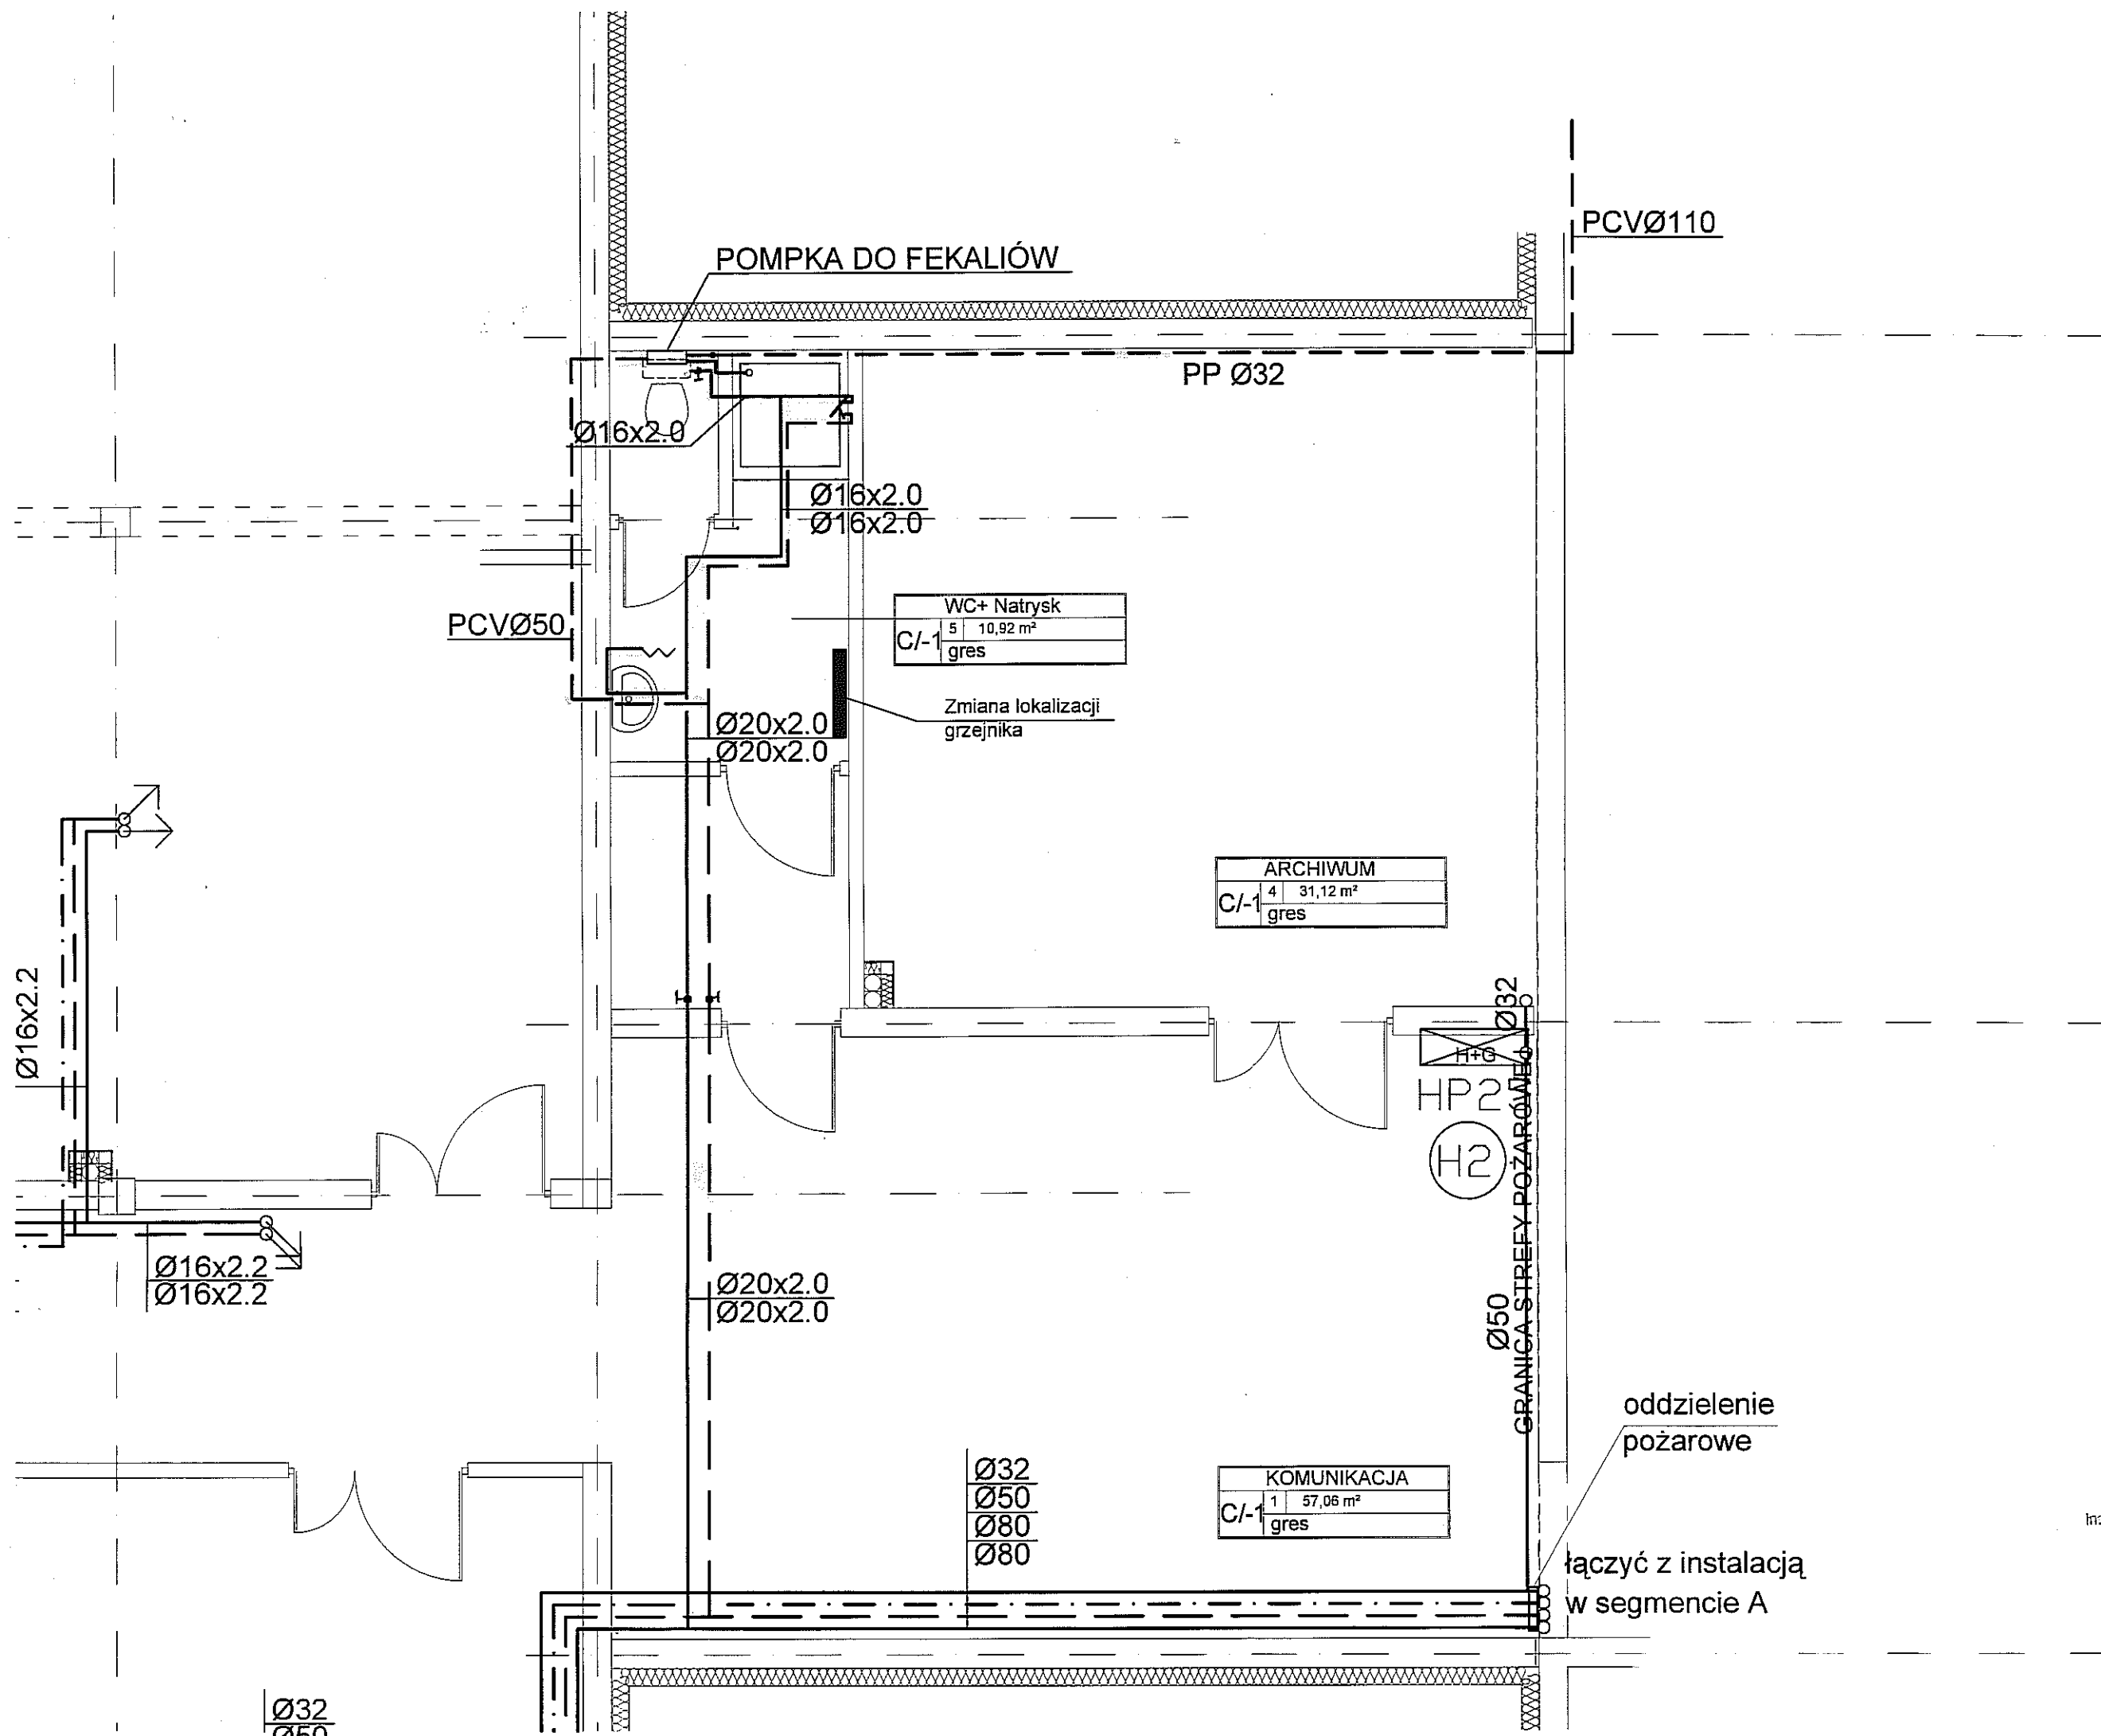 PCVØ110
POMPKA DO FEKALIÓW
PP Ø32
Ø16x2.0
Ø16x2.0
Ø16x2.0
WC+ Natrysk
C/-1 5 10,92 m²
gres
PCVØ50
Zmiana lokalizacji
grzejnika
Ø20x2.0
Ø20x2.0
ARCHIWUM
C/-1 4 31,12 m²
gres
Ø16x2.2
Ø32
H+G
HP25
H2
GRANICA STREFY POŻAROWEJ
Ø50
Ø16x2.2
Ø16x2.2
Ø20x2.0
Ø20x2.0
oddzielenie
pożarowe
Ø32
Ø50
Ø80
Ø80
KOMUNIKACJA
C/-1 1 57,06 m²
gres
łączyć z instalacją
w segmencie A
Ø32
Ø50